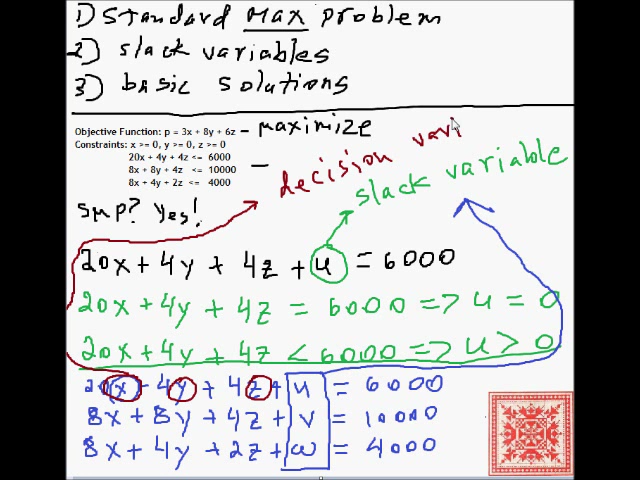 1) Standard Max problem
2) slack variables
3) basic solutions
Objective Function: p = 3x + 8y + 6z - maximize
Constraints: x >= 0, y >= 0, z >= 0
20x + 4y + 4z <= 6000 -
8x + 8y + 4z <= 10000
8x + 4y + 2z <= 4000
decision vari
slack variable
smp? Yes!
20x + 4y + 4z + u = 6000
20x + 4y + 4z = 6000 => u = 0
20x + 4y + 4z < 6000 => u > 0
20x + 4y + 4z + u = 6000
8x + 8y + 4z + v = 10000
8x + 4y + 2z + w = 4000